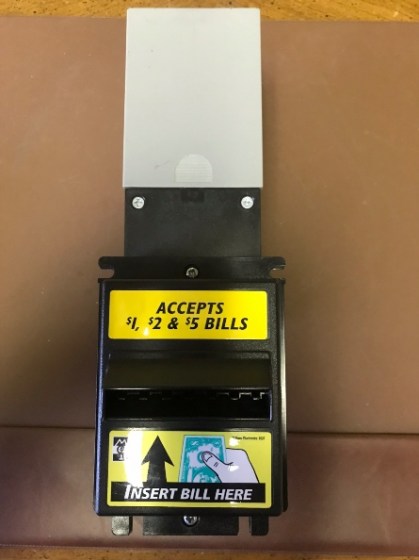 ACCEPTS
$1, $2 & $5 BILLS
INSERT BILL HERE